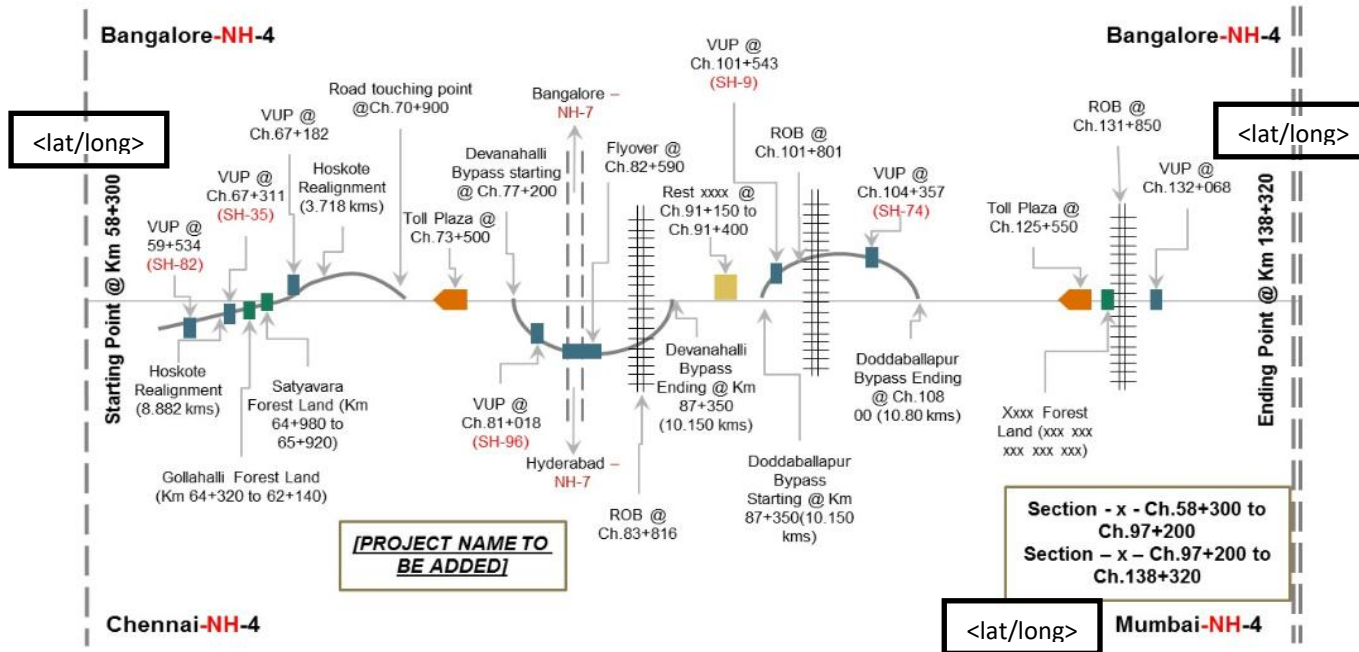 Bangalore-NH-4
Bangalore-NH-4
<lat/long>
<lat/long>
Starting Point @ Km 58+300
Ending Point @ Km 138+320
VUP @
59+534
(SH-82)
VUP @
Ch.67+311
(SH-35)
VUP @
Ch.67+182
Hoskote
Realignment
(3.718 kms)
Road touching point
@Ch.70+900
Toll Plaza @
Ch.73+500
Devanahalli
Bypass starting
@ Ch.77+200
Bangalore –
NH-7
Flyover @
Ch.82+590
Rest xxxx @
Ch.91+150 to
Ch.91+400
VUP @
Ch.101+543
(SH-9)
ROB @
Ch.101+801
VUP @
Ch.104+357
(SH-74)
Toll Plaza @
Ch.125+550
ROB @
Ch.131+850
VUP @
Ch.132+068
Hoskote
Realignment
(8.882 kms)
Gollahalli Forest Land
(Km 64+320 to 62+140)
Satyavara
Forest Land (Km
64+980 to
65+920)
VUP @
Ch.81+018
(SH-96)
Hyderabad –
NH-7
ROB @
Ch.83+816
Devanahalli
Bypass
Ending @ Km
87+350
(10.150 kms)
Doddaballapur
Bypass
Starting @ Km
87+350(10.150
kms)
Doddaballapur
Bypass Ending
@ Ch.108
00 (10.80 kms)
Xxxx Forest
Land (xxx xxx
xxx xxx xxx)
[PROJECT NAME TO
BE ADDED]
Section - x - Ch.58+300 to
Ch.97+200
Section – x – Ch.97+200 to
Ch.138+320
Chennai-NH-4
<lat/long>
Mumbai-NH-4